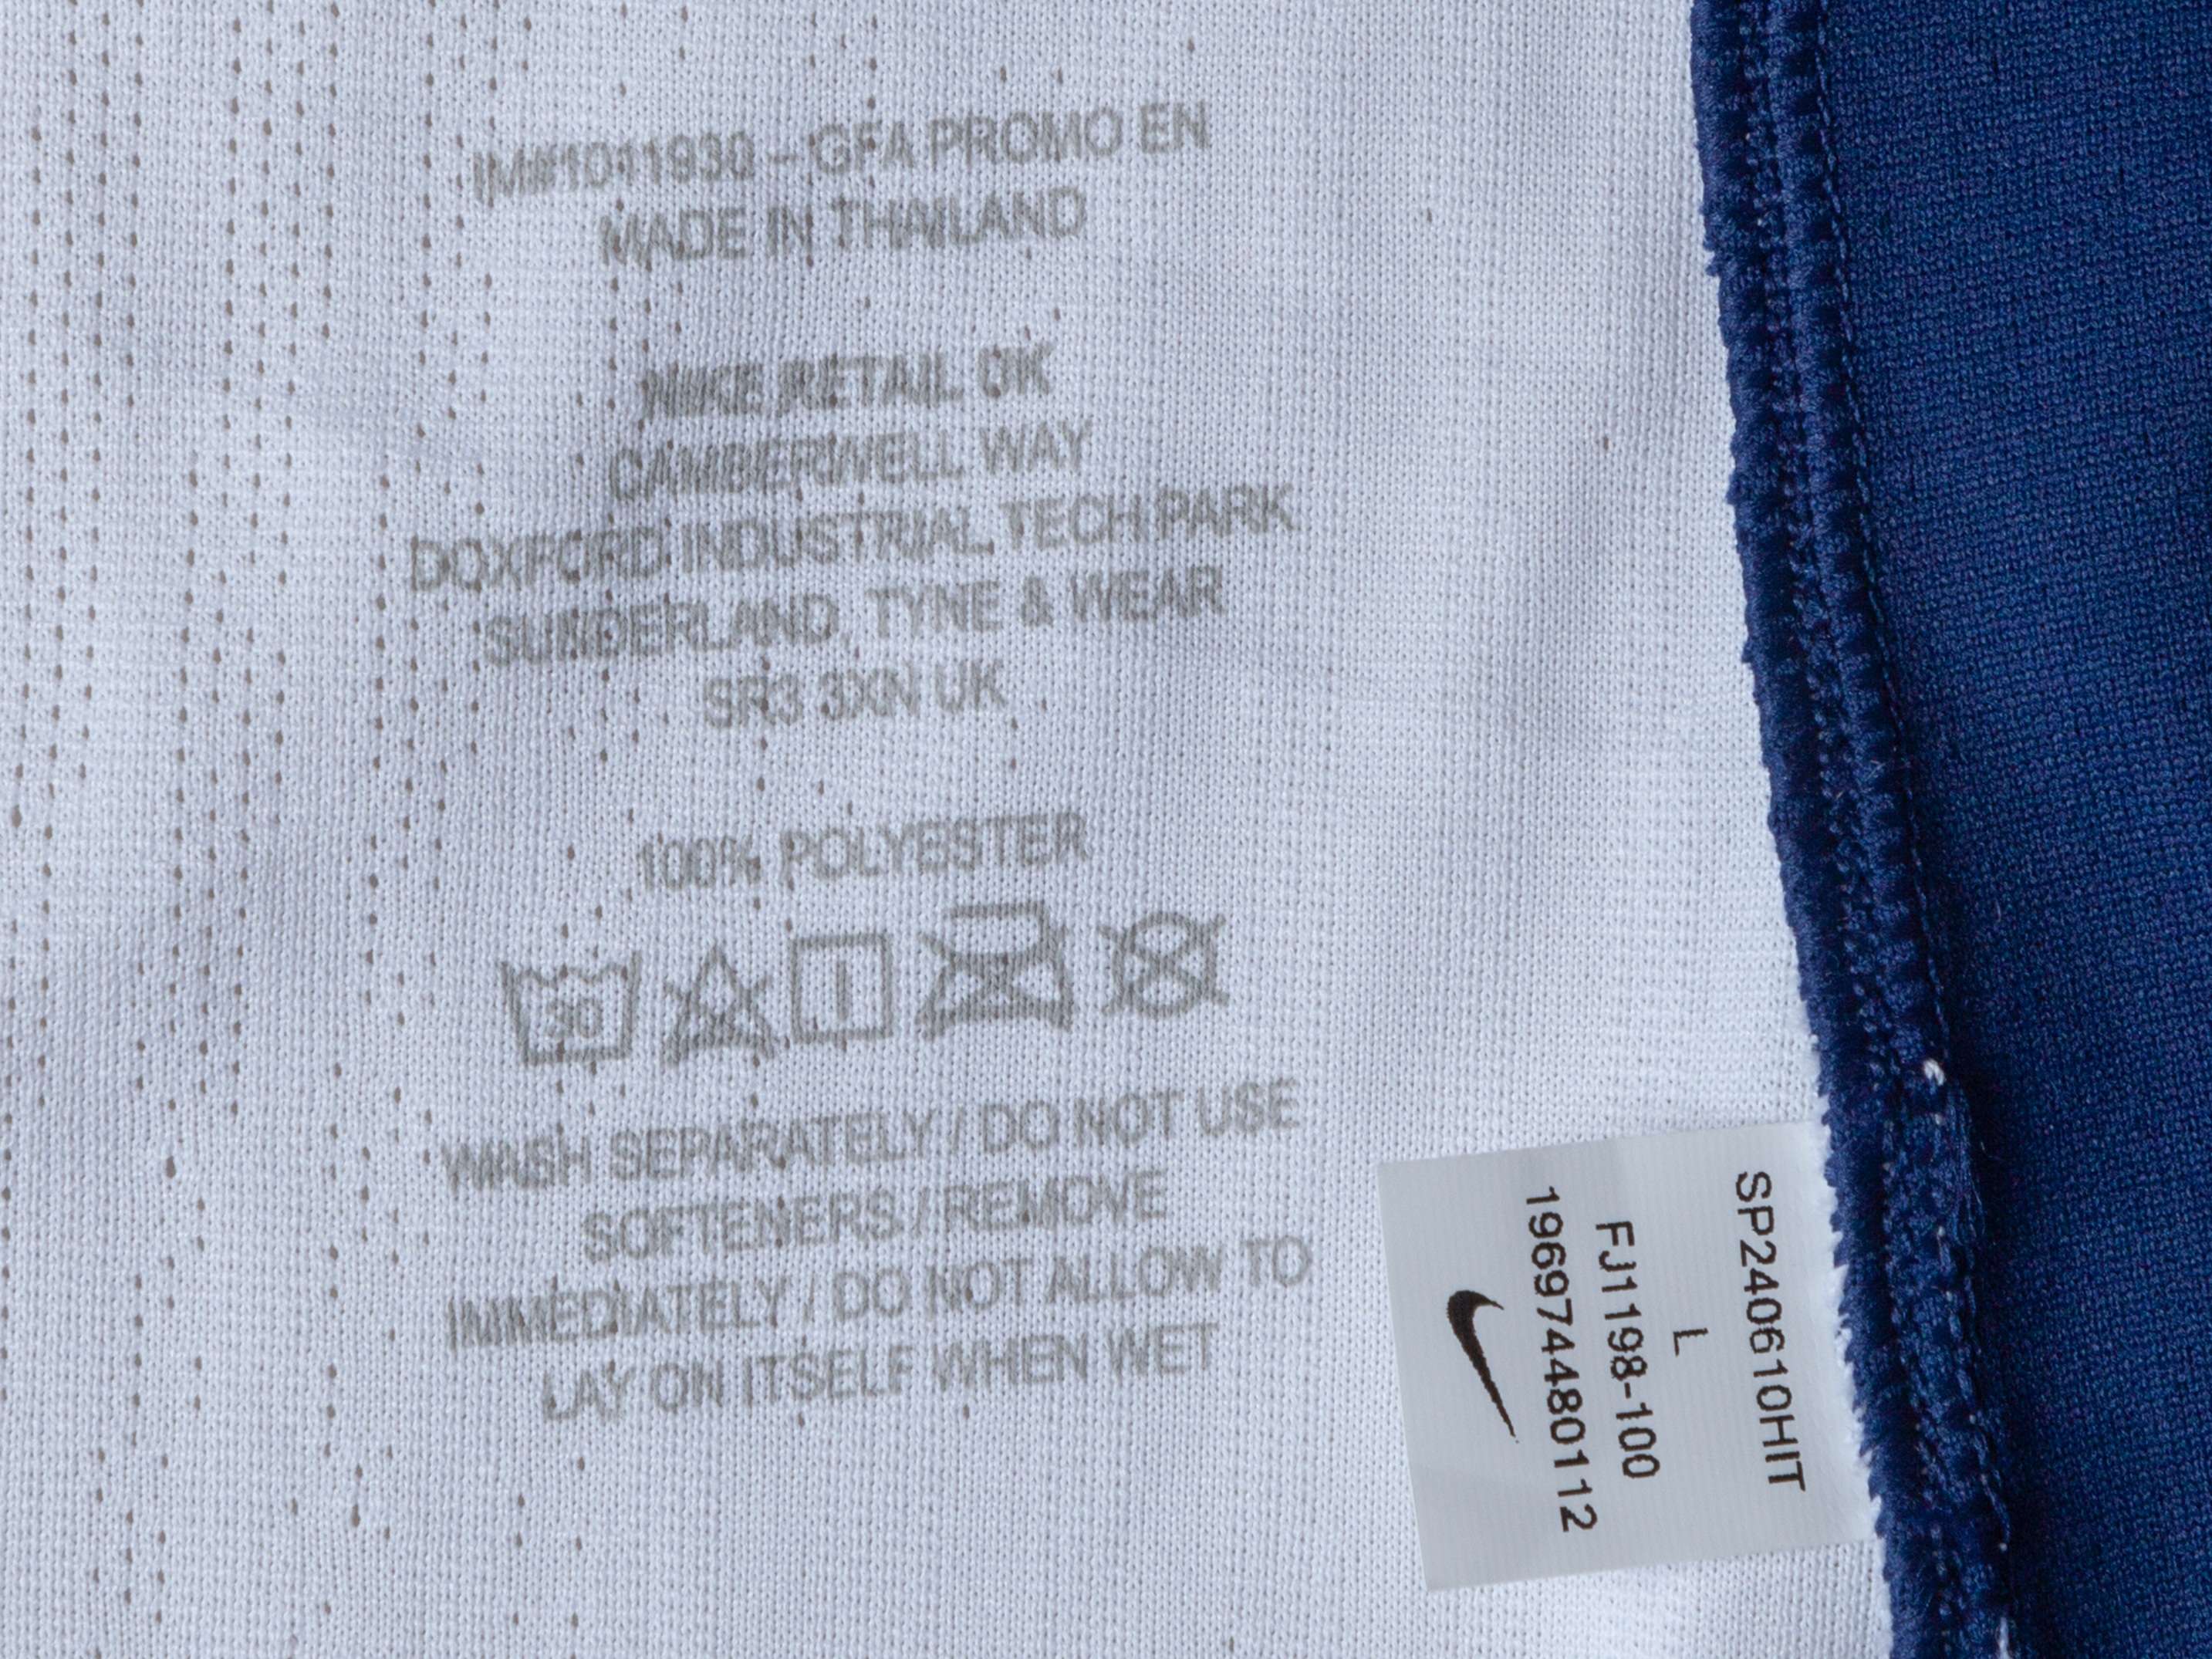 IM#1011930 – GFA PROMO EN
MADE IN THAILAND
NIKE RETAIL UK
CAMBERWELL WAY
DOXFORD INDUSTRIAL TECH PARK
SUNDERLAND, TYNE & WEAR
SR3 3XN UK
100% POLYESTER
30
WASH SEPARATELY / DO NOT USE
SOFTENERS / REMOVE
IMMEDIATELY / DO NOT ALLOW TO
LAY ON ITSELF WHEN WET
SP240610HIT
L
FJ1198-100
196974480112